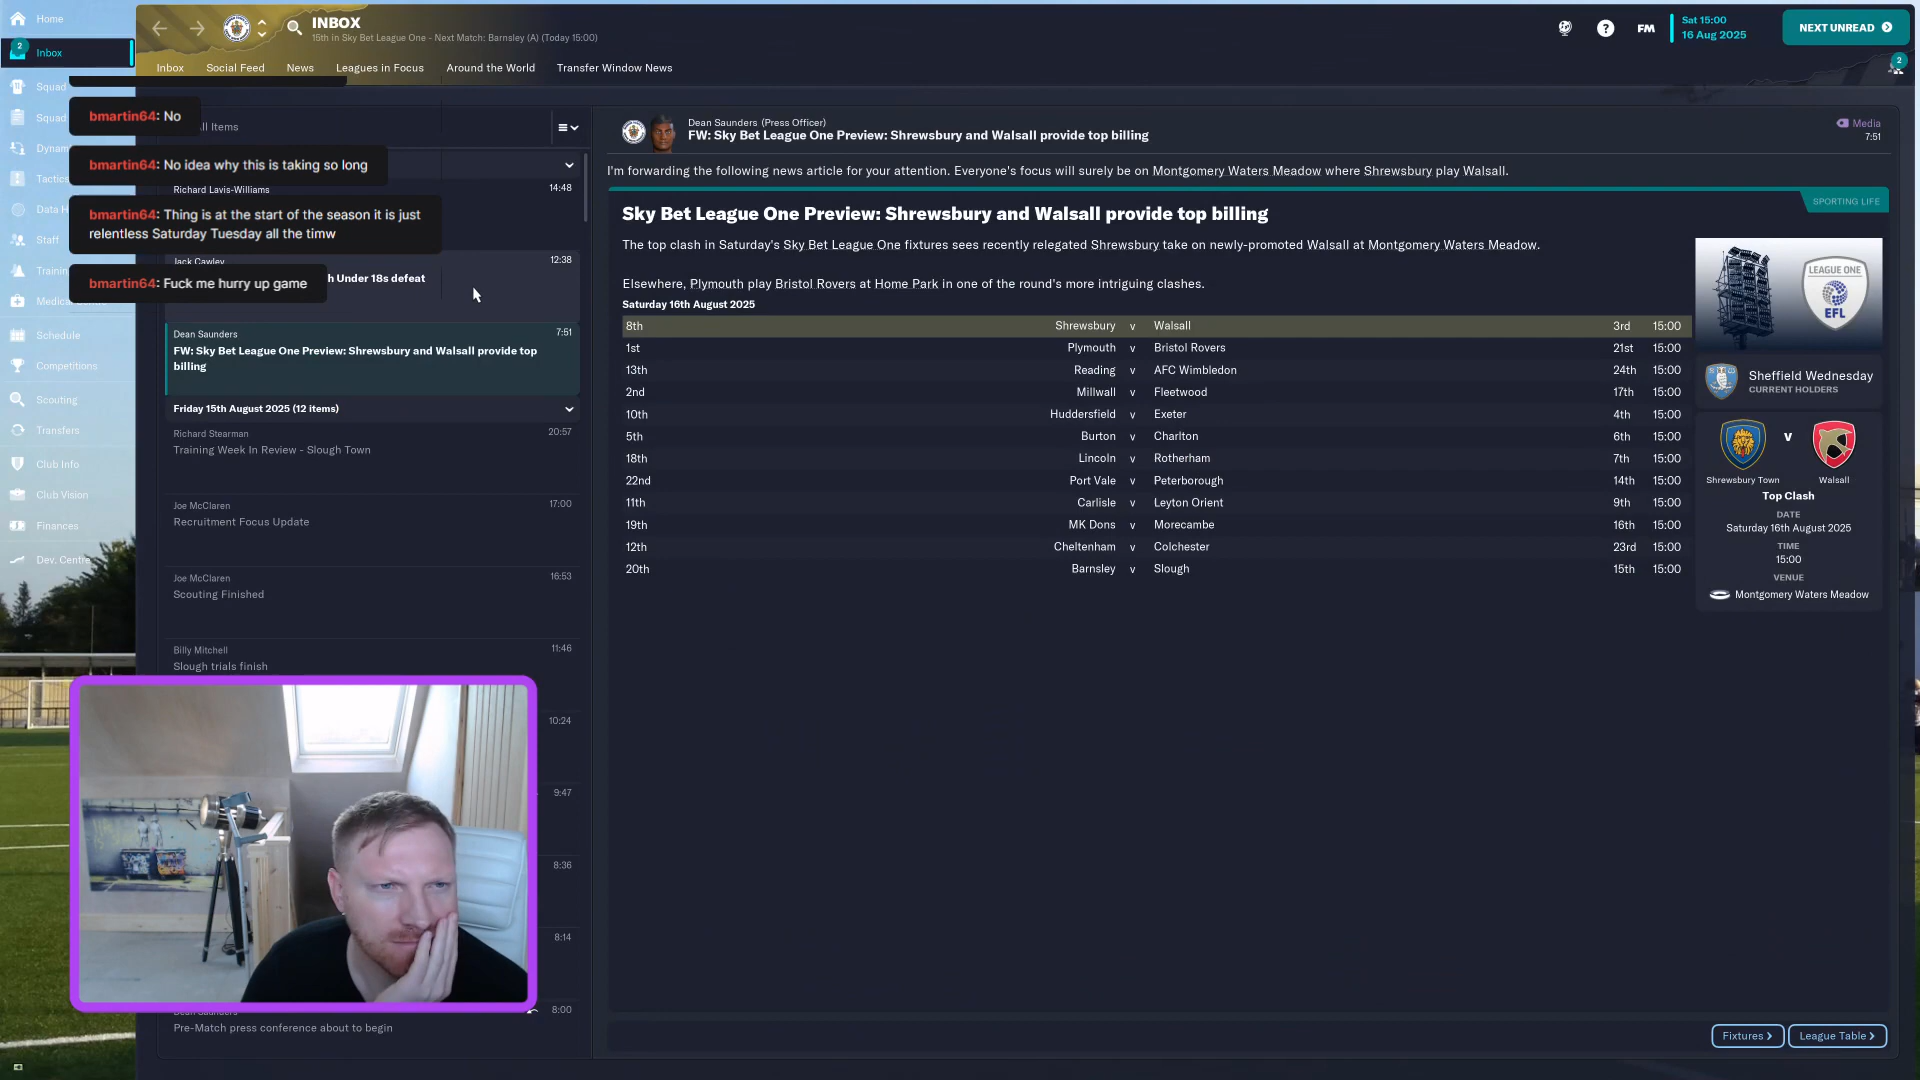 Home
INBOX
15th in Sky Bet League One - Next Match: Barnsley (A) (Today 15:00)
FM
Sat 15:00
16 Aug 2025
NEXT UNREAD
2
Inbox
2
Inbox
Social Feed
News
Leagues in Focus
Around the World
Transfer Window News
Squad
Squad
Dynam
Tactics
Data H
Staff
Trainin
Medical
Schedule
Competitions
Scouting
Transfers
Club Info
Club Vision
Finances
Dev. Centre
bmartin64: No
bmartin64: No idea why this is taking so long
bmartin64: Thing is at the start of the season it is just
relentless Saturday Tuesday all the timw
bmartin64: Fuck me hurry up game
ll Items
Richard Lavis-Williams
14:48
Jack Cawley
12:38
h Under 18s defeat
Dean Saunders
7:51
FW: Sky Bet League One Preview: Shrewsbury and Walsall provide top
billing
Friday 15th August 2025 (12 items)
Richard Stearman
20:57
Training Week In Review - Slough Town
Joe McClaren
17:00
Recruitment Focus Update
Joe McClaren
16:53
Scouting Finished
Billy Mitchell
11:46
Slough trials finish
10:24
9:47
8:36
8:14
Dean Saunders
8:00
Pre-Match press conference about to begin
Dean Saunders (Press Officer)
FW: Sky Bet League One Preview: Shrewsbury and Walsall provide top billing
Media
7:51
I'm forwarding the following news article for your attention. Everyone's focus will surely be on Montgomery Waters Meadow where Shrewsbury play Walsall.
SPORTING LIFE
Sky Bet League One Preview: Shrewsbury and Walsall provide top billing
The top clash in Saturday's Sky Bet League One fixtures sees recently relegated Shrewsbury take on newly-promoted Walsall at Montgomery Waters Meadow.
Elsewhere, Plymouth play Bristol Rovers at Home Park in one of the round's more intriguing clashes.
Saturday 16th August 2025
8th Shrewsbury v Walsall 3rd 15:00
1st Plymouth v Bristol Rovers 21st 15:00
13th Reading v AFC Wimbledon 24th 15:00
2nd Millwall v Fleetwood 17th 15:00
10th Huddersfield v Exeter 4th 15:00
5th Burton v Charlton 6th 15:00
18th Lincoln v Rotherham 7th 15:00
22nd Port Vale v Peterborough 14th 15:00
11th Carlisle v Leyton Orient 9th 15:00
19th MK Dons v Morecambe 16th 15:00
12th Cheltenham v Colchester 23rd 15:00
20th Barnsley v Slough 15th 15:00
LEAGUE ONE
EFL
Sheffield Wednesday
CURRENT HOLDERS
V
Shrewsbury Town
Walsall
Top Clash
DATE
Saturday 16th August 2025
TIME
15:00
VENUE
Montgomery Waters Meadow
Fixtures
League Table